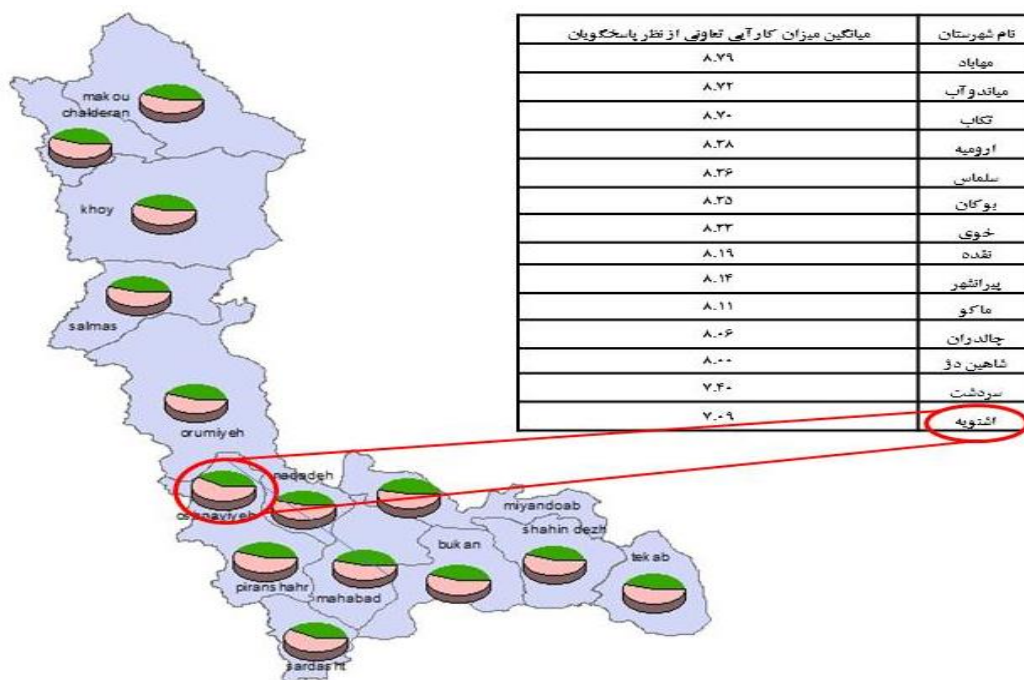 نام شهرستان میانگین میزان کارآیی تعاونی از نظر پاسخگویان
مهاباد ۸.۷۹
میاندوآب ۸.۷۲
تکاب ۸.۷۰
ارومیه ۸.۳۸
سلماس ۸.۳۶
بوکان ۸.۳۵
خوی ۸.۳۳
نقده ۸.۱۹
پیرانشهر ۸.۱۴
ماکو ۸.۱۱
چالدران ۸.۰۶
شاهین دژ ۸.۰۰
سردشت ۷.۴۰
اشنویه ۷.۰۹
makou
chalderan
khoy
salmas
orumiyeh
naqadeh
oshnaviyeh
miyandoab
shahin dezh
bukan
tekab
piranshahr
mahabad
sardasht